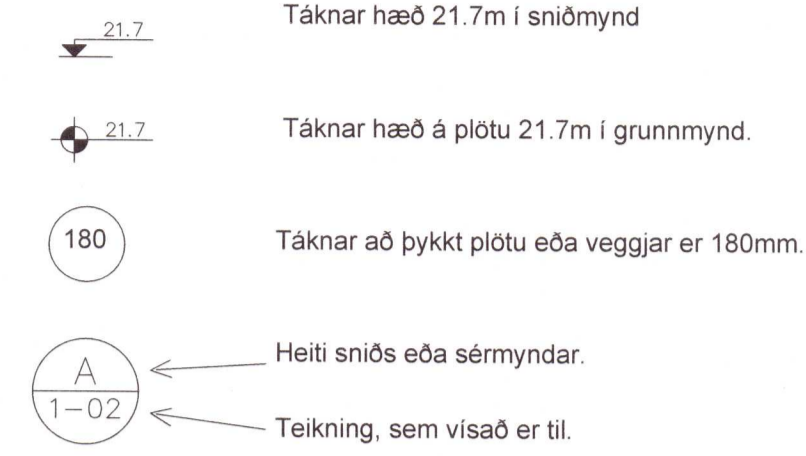 21.7 Táknar hæð 21.7m í sniðmynd
21.7 Táknar hæð á plötu 21.7m í grunnmynd.
180 Táknar að þykkt plötu eða veggjar er 180mm.
A Heiti sniðs eða sérmyndar.
1-02 Teikning, sem vísað er til.